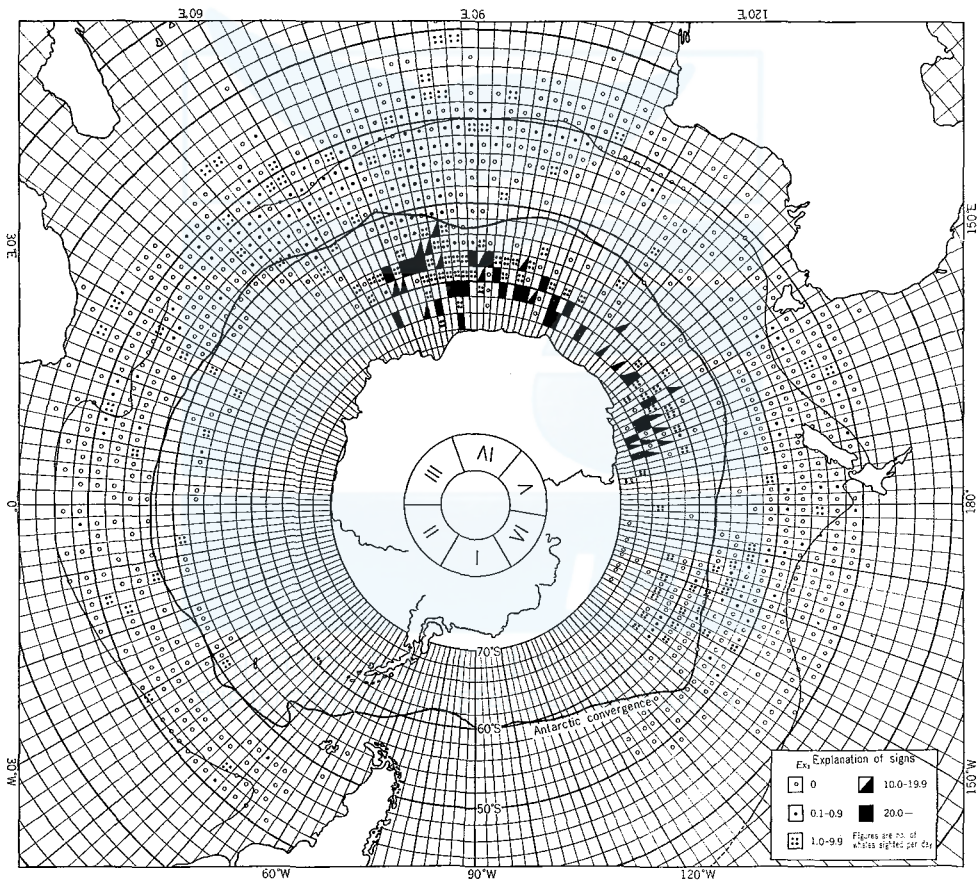 60°E
90°E
120°E
30°E
150°E
0°
180°
III
IV
V
II
I
VI
70°S
60°S
Antarctic convergence
50°S
30°W
150°W
Ex. Explanation of signs
0
10.0-19.9
0.1-0.9
20.0—
1.0-9.9
Figures are no. of
whales sighted per day
60°W
90°W
120°W